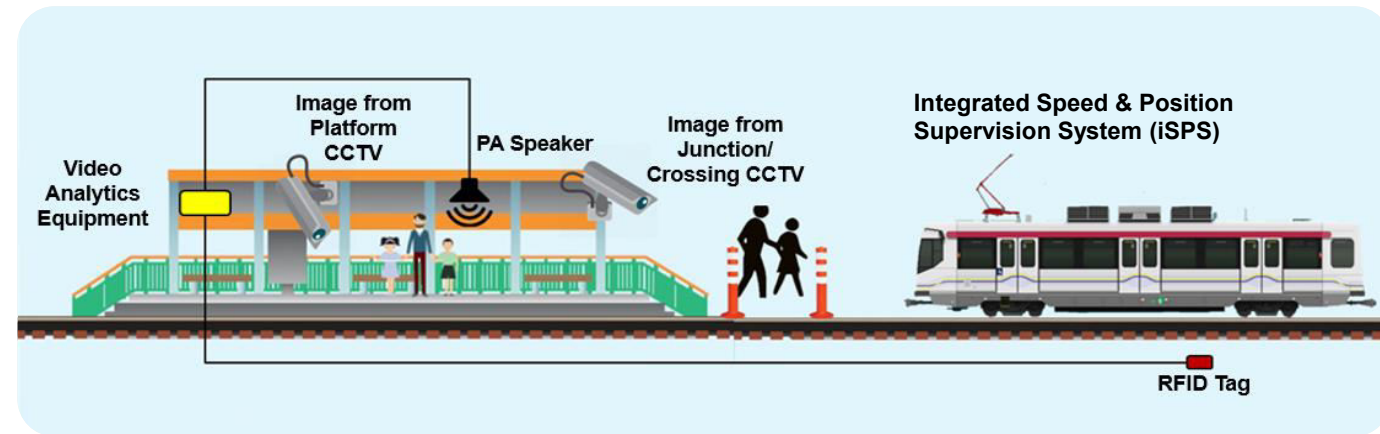 Video
Analytics
Equipment
Image from
Platform
CCTV
PA Speaker
Image from
Junction/
Crossing CCTV
Integrated Speed & Position
Supervision System (iSPS)
RFID Tag